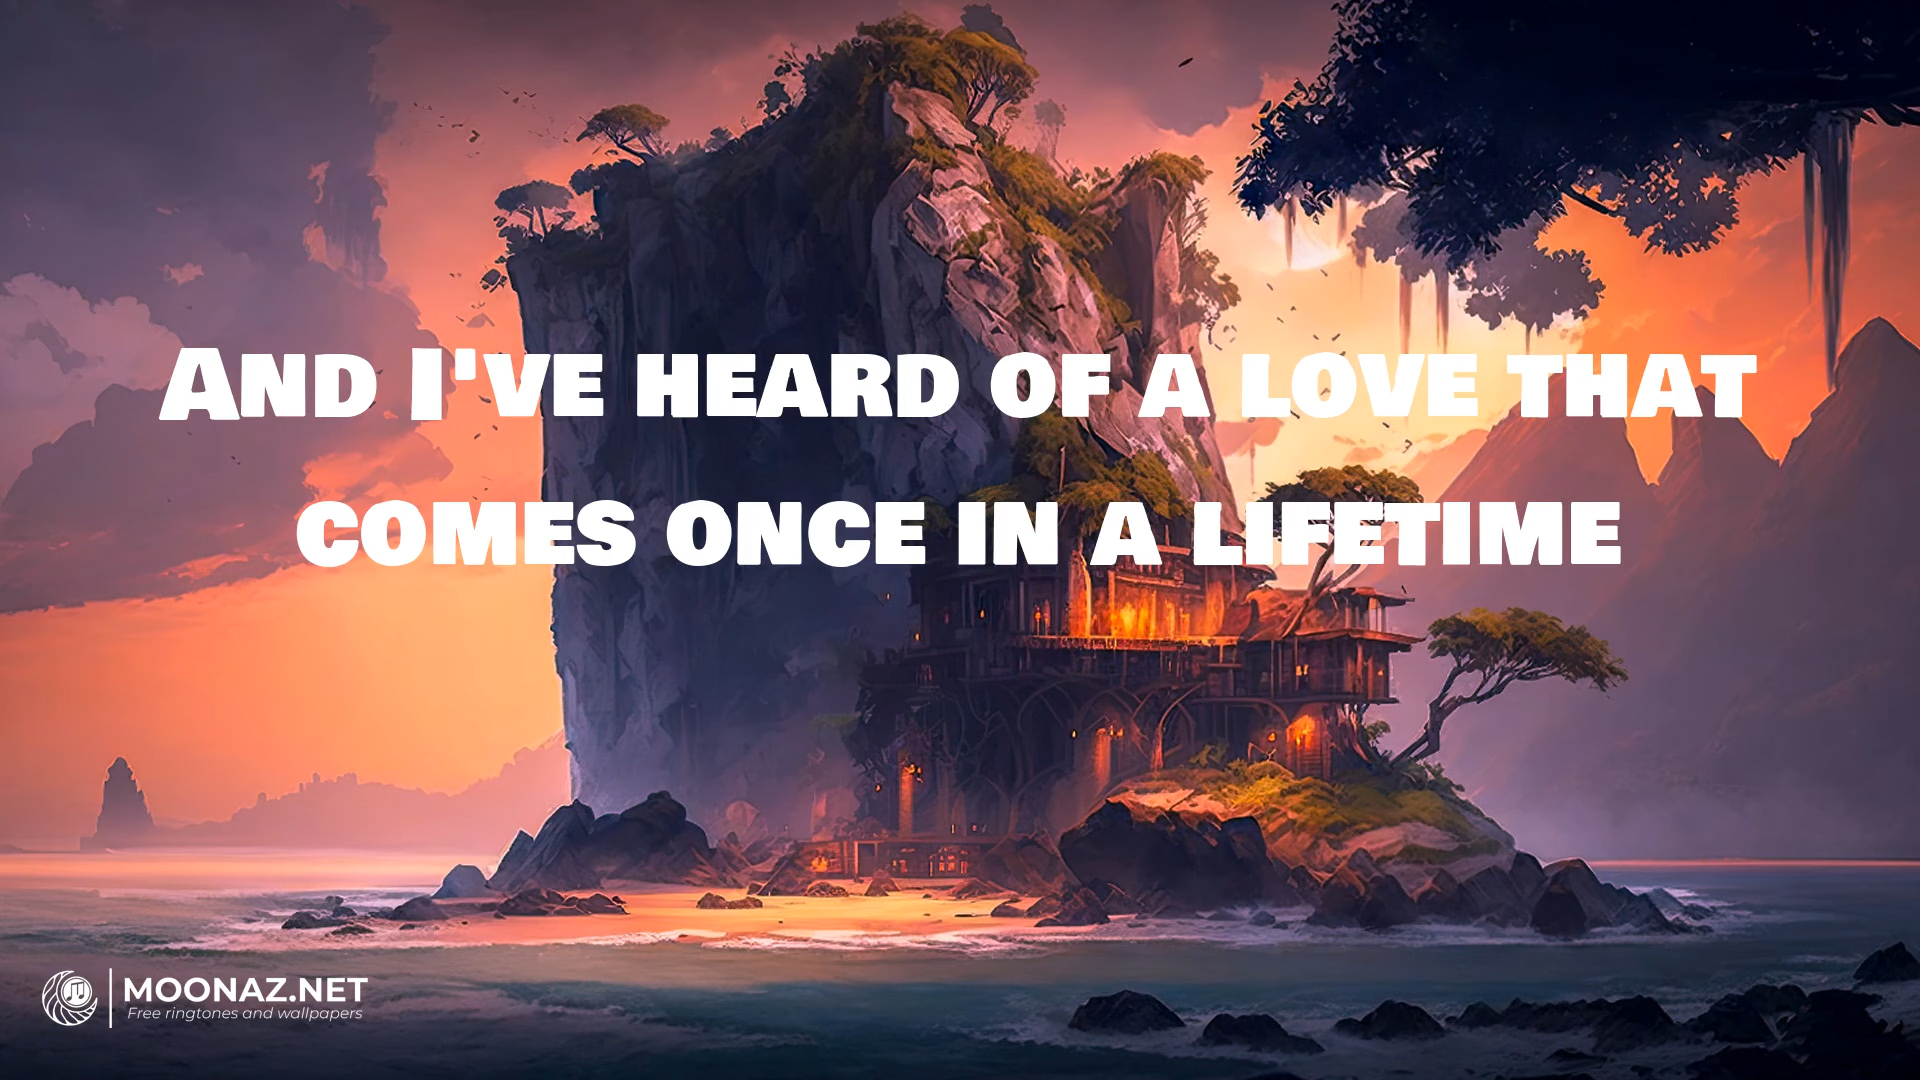 And I've heard of a love that
comes once in a lifetime
MOONAZ.NET
Free ringtones and wallpapers